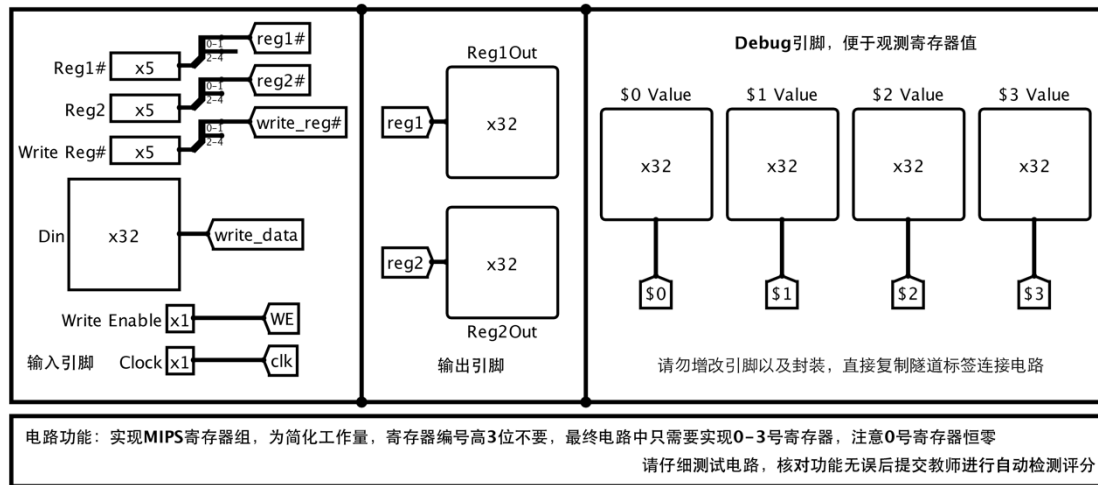 Reg1#
x5
0-1
2-4
reg1#
Reg2
x5
0-1
2-4
reg2#
Write Reg#
x5
0-1
2-4
write_reg#
Din
x32
write_data
Write Enable
x1
WE
输入引脚
Clock
x1
clk
Reg1Out
reg1
x32
reg2
x32
Reg2Out
输出引脚
Debug引脚，便于观测寄存器值
$0 Value
$1 Value
$2 Value
$3 Value
x32
x32
x32
x32
$0
$1
$2
$3
请勿增改引脚以及封装，直接复制隧道标签连接电路
电路功能：实现MIPS寄存器组，为简化工作量，寄存器编号高3位不要，最终电路中只需要实现0-3号寄存器，注意0号寄存器恒零
请仔细测试电路，核对功能无误后提交教师进行自动检测评分